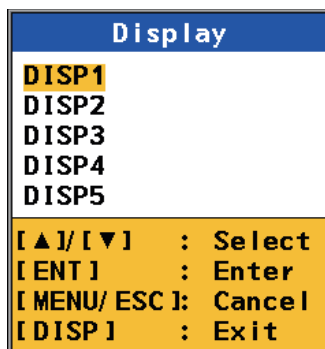 Display
DISP1
DISP2
DISP3
DISP4
DISP5
[▲]/[▼] : Select
[ENT] : Enter
[MENU/ESC]: Cancel
[DISP] : Exit